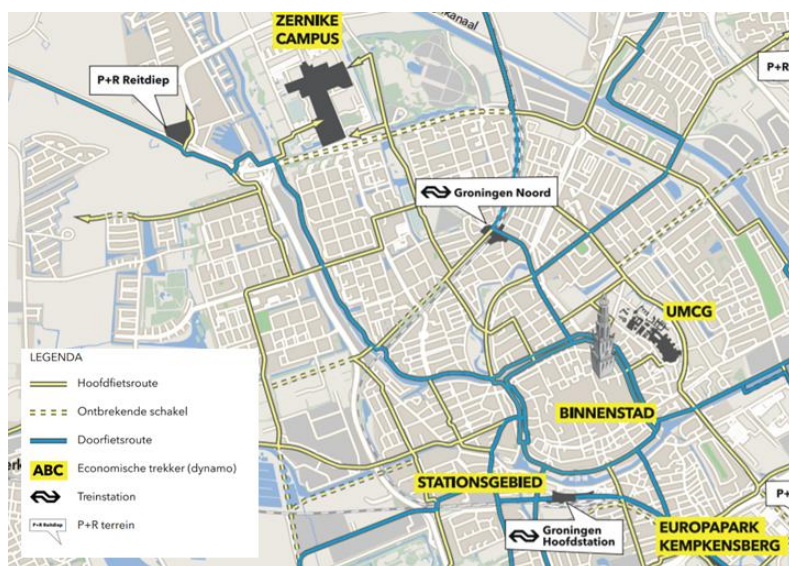 ZERNIKE
CAMPUS
P+R Reitdiep
P+R
Groningen Noord
UMCG
LEGENDA
Hoofdfietsroute
Ontbrekende schakel
Doorfietsroute
ABC
Economische trekker (dynamo)
Treinstation
P+R Reitdiep
P+R terrein
BINNENSTAD
STATIONSGEBIED
P+
Groningen
Hoofdstation
EUROPAPARK
KEMPKENSBERG